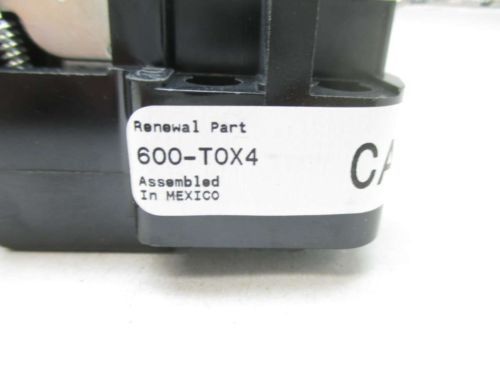 Renewal Part
600-TOX4
Assembled
In MEXICO
CA